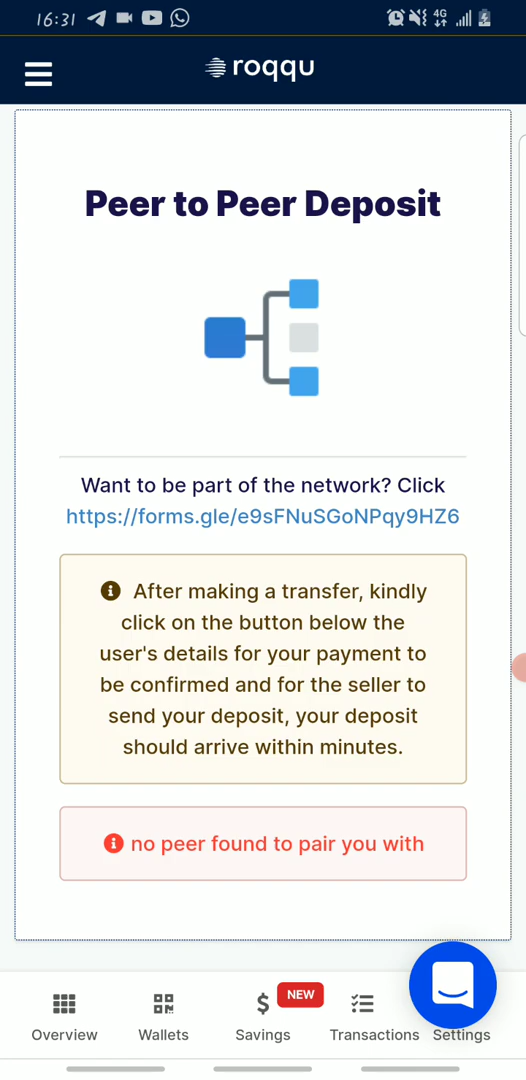 16:31
4G
roqqu
Peer to Peer Deposit
Want to be part of the network? Click
https://forms.gle/e9sFNuSGoNPqy9HZ6
After making a transfer, kindly
click on the button below the
user's details for your payment to
be confirmed and for the seller to
send your deposit, your deposit
should arrive within minutes.
no peer found to pair you with
NEW
Overview Wallets Savings Transactions Settings